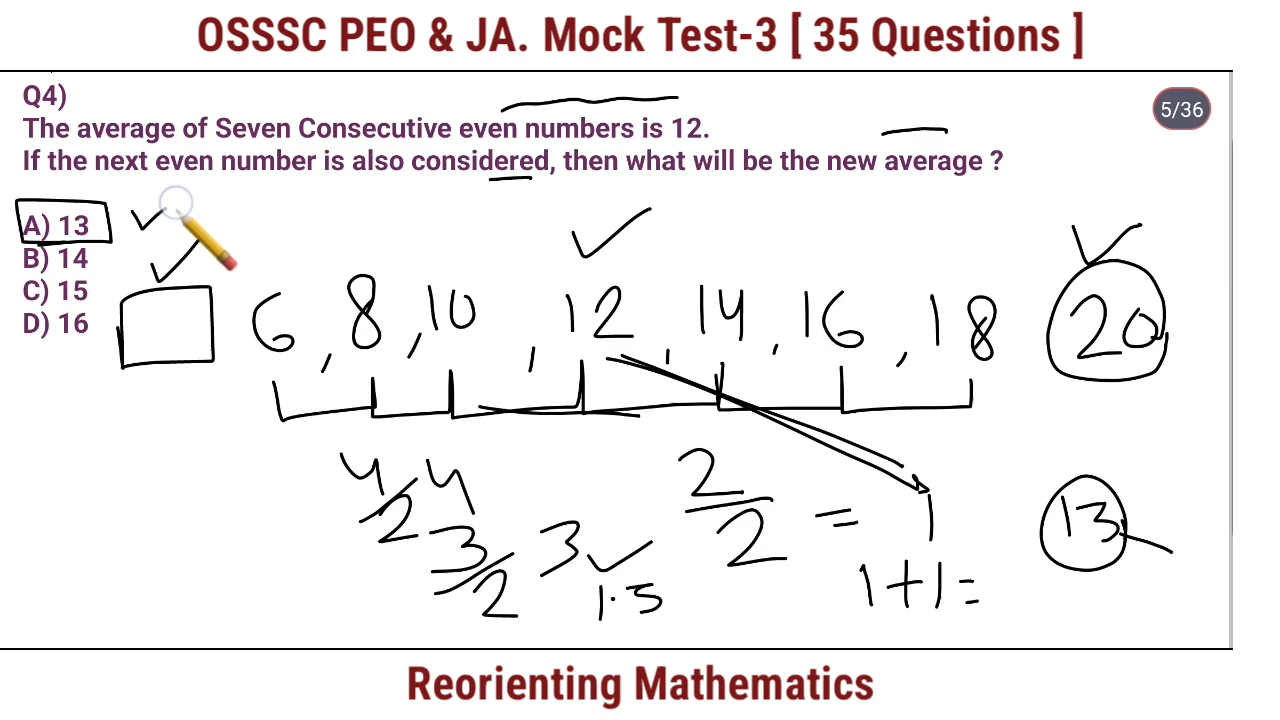 OSSSC PEO & JA. Mock Test-3 [ 35 Questions ]
Q4)
5/36
The average of Seven Consecutive even numbers is 12.
If the next even number is also considered, then what will be the new average ?
A) 13
B) 14
C) 15
D) 16
6, 8, 10, 12, 14, 16, 18 20
4/2 4
3/2 3
1.5
2/2 = 1
1+1=
13
Reorienting Mathematics